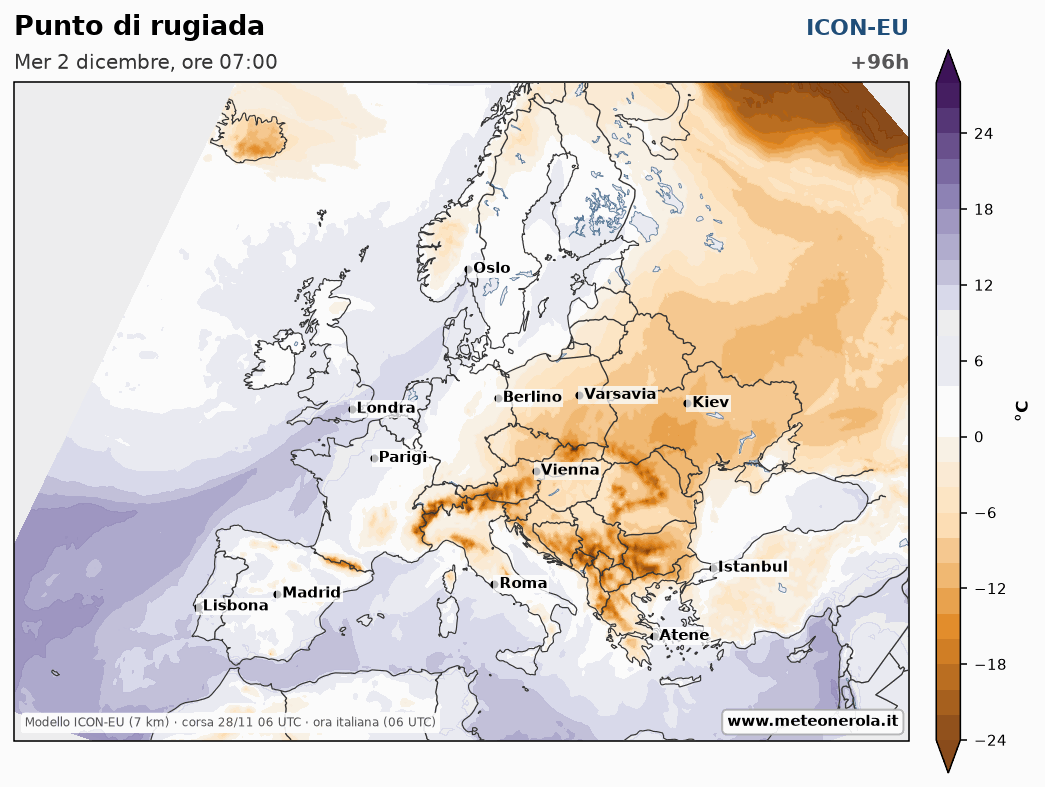 Punto di rugiada
ICON-EU
Mer 2 dicembre, ore 07:00
+96h
24
18
12
6
0
−6
−12
−18
−24
°C
Oslo
Berlino
Varsavia
Kiev
Londra
Parigi
Vienna
Istanbul
Roma
Madrid
Lisbona
Atene
Modello ICON-EU (7 km) · corsa 28/11 06 UTC · ora italiana (06 UTC)
www.meteonerola.it